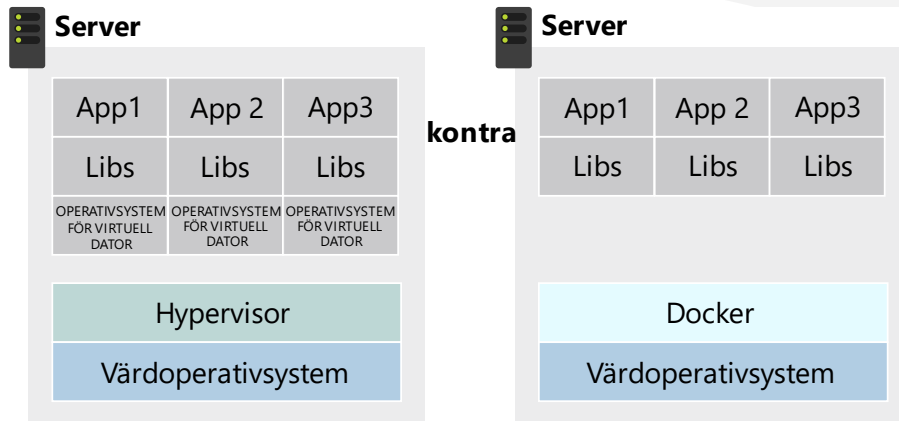 Server
App1 App 2 App3
Libs Libs Libs
OPERATIVSYSTEM OPERATIVSYSTEM OPERATIVSYSTEM
FÖR VIRTUELL FÖR VIRTUELL FÖR VIRTUELL
DATOR DATOR DATOR
Hypervisor
Värdoperativsystem
kontra
Server
App1 App 2 App3
Libs Libs Libs
Docker
Värdoperativsystem